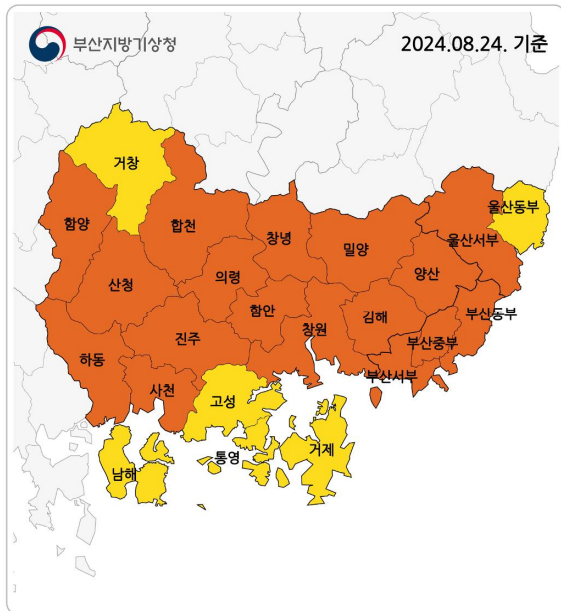 부산지방기상청
2024.08.24. 기준
거창
함양
합천
창녕
밀양
울산동부
울산서부
산청
의령
양산
함안
김해
부산동부
하동
진주
창원
부산중부
사천
고성
부산서부
남해
통영
거제